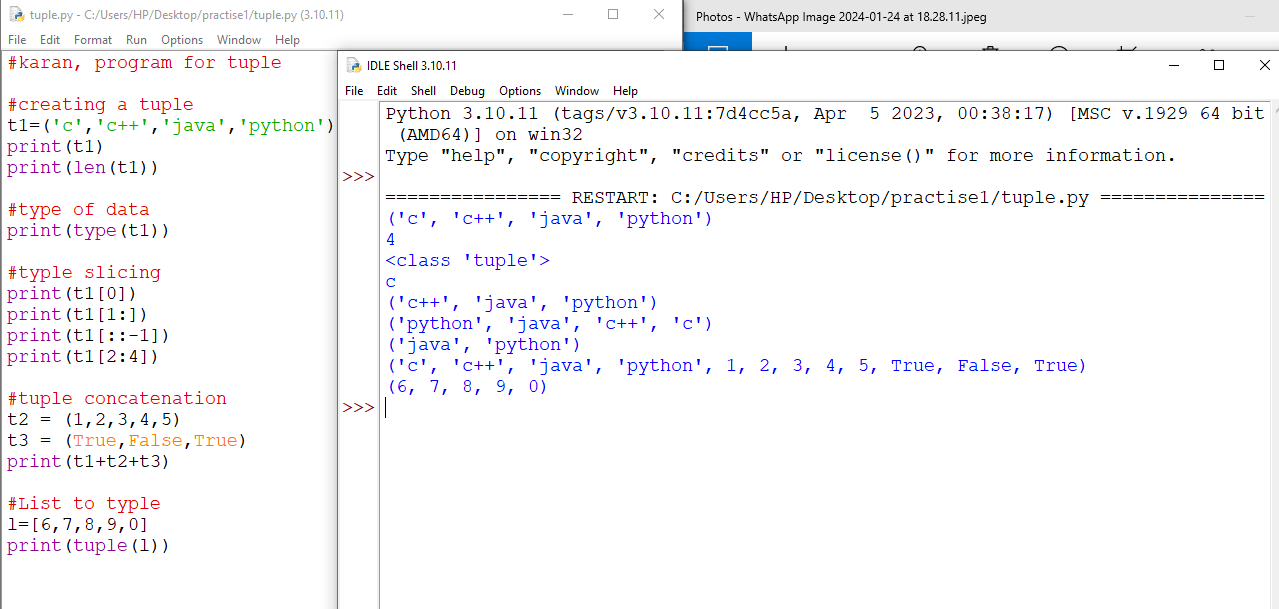 tuple.py - C:/Users/HP/Desktop/practise1/tuple.py (3.10.11)
File Edit Format Run Options Window Help
#karan, program for tuple
#creating a tuple
t1=('c','c++','java','python')
print(t1)
print(len(t1))
#type of data
print(type(t1))
#typle slicing
print(t1[0])
print(t1[1:])
print(t1[::-1])
print(t1[2:4])
#tuple concatenation
t2 = (1,2,3,4,5)
t3 = (True,False,True)
print(t1+t2+t3)
#List to typle
l=[6,7,8,9,0]
print(tuple(l))
Photos - WhatsApp Image 2024-01-24 at 18.28.11.jpeg
IDLE Shell 3.10.11
File Edit Shell Debug Options Window Help
Python 3.10.11 (tags/v3.10.11:7d4cc5a, Apr  5 2023, 00:38:17) [MSC v.1929 64 bit
 (AMD64)] on win32
Type "help", "copyright", "credits" or "license()" for more information.
>>>
================ RESTART: C:/Users/HP/Desktop/practise1/tuple.py ===============
('c', 'c++', 'java', 'python')
4
<class 'tuple'>
c
('c++', 'java', 'python')
('python', 'java', 'c++', 'c')
('java', 'python')
('c', 'c++', 'java', 'python', 1, 2, 3, 4, 5, True, False, True)
(6, 7, 8, 9, 0)
>>>